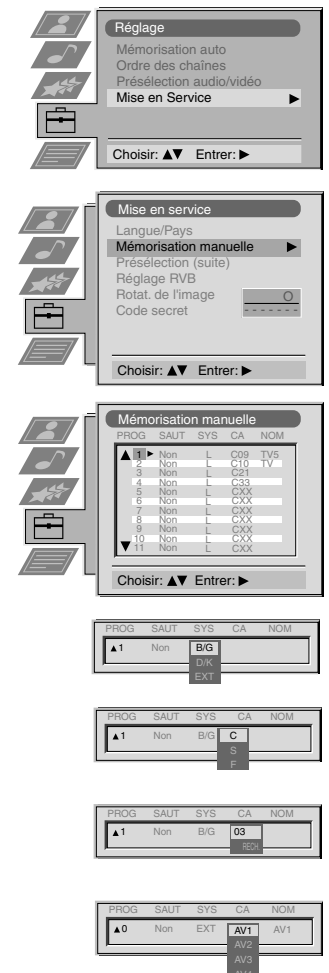 Réglage
Mémorisation auto
Ordre des chaînes
Présélection audio/vidéo
Mise en Service ▶
Choisir: ▲▼ Entrer: ▶
Mise en service
Langue/Pays
Mémorisation manuelle ▶
Présélection (suite)
Réglage RVB
Rotat. de l'image O
Code secret - - - - - - -
Choisir: ▲▼ Entrer: ▶
Mémorisation manuelle
PROG SAUT SYS CA NOM
▲ 1 ▶ Non L C09 TV5
2 Non L C10 TV
3 Non L C21
4 Non L C33
5 Non L CXX
6 Non L CXX
7 Non L CXX
8 Non L CXX
9 Non L CXX
10 Non L CXX
▼ 11 Non L CXX
Choisir: ▲▼ Entrer: ▶
PROG SAUT SYS CA NOM
▲1 Non B/G
D/K
EXT
PROG SAUT SYS CA NOM
▲1 Non B/G C
S
F
PROG SAUT SYS CA NOM
▲1 Non B/G 03
RECH.
PROG SAUT SYS CA NOM
▲0 Non EXT AV1 AV1
AV2
AV3